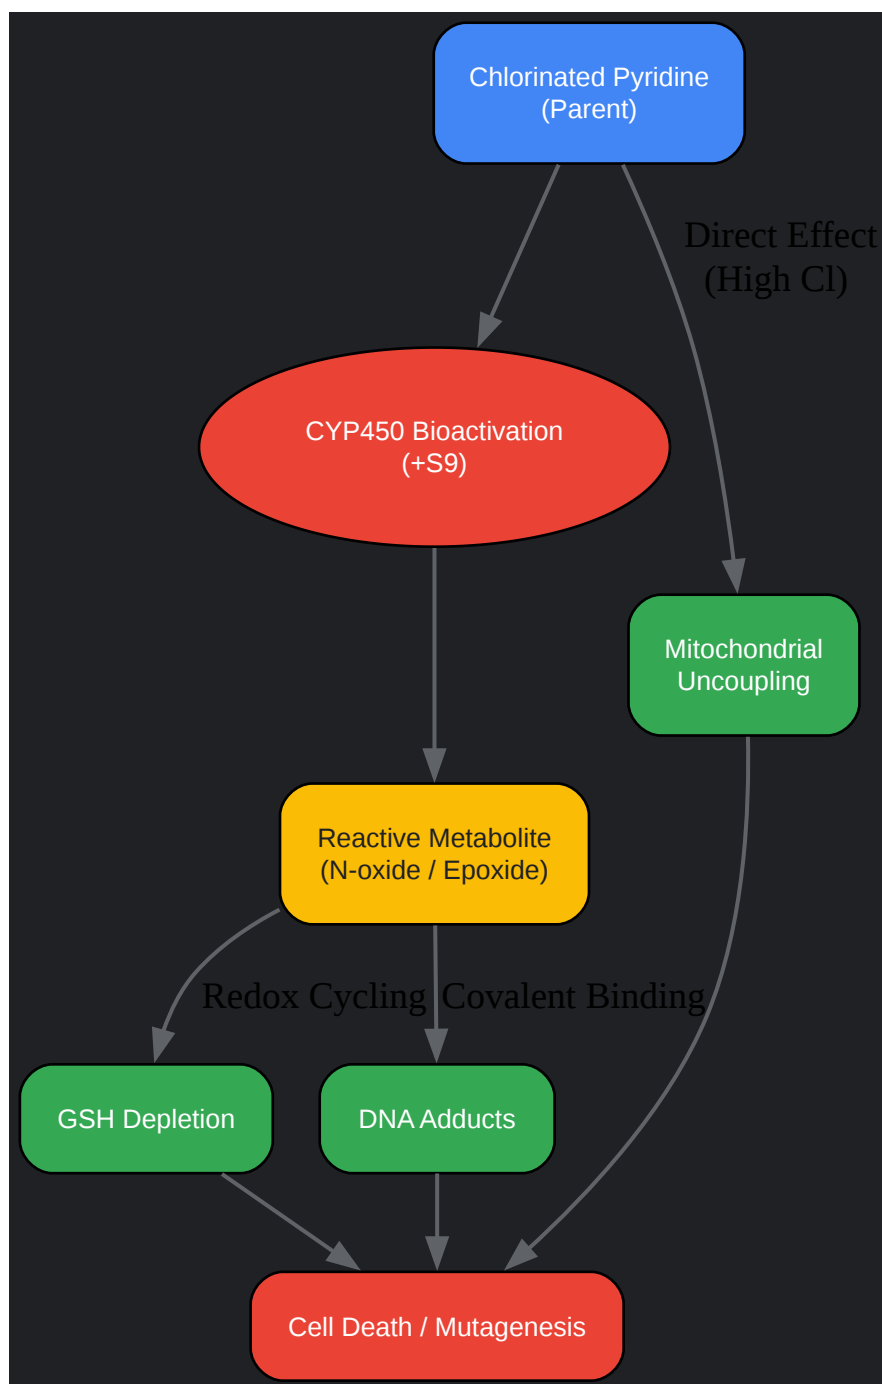 Chlorinated Pyridine
(Parent)
Direct Effect
(High Cl)
CYP450 Bioactivation
(+S9)
Mitochondrial
Uncoupling
Reactive Metabolite
(N-oxide / Epoxide)
Redox Cycling
Covalent Binding
GSH Depletion
DNA Adducts
Cell Death / Mutagenesis